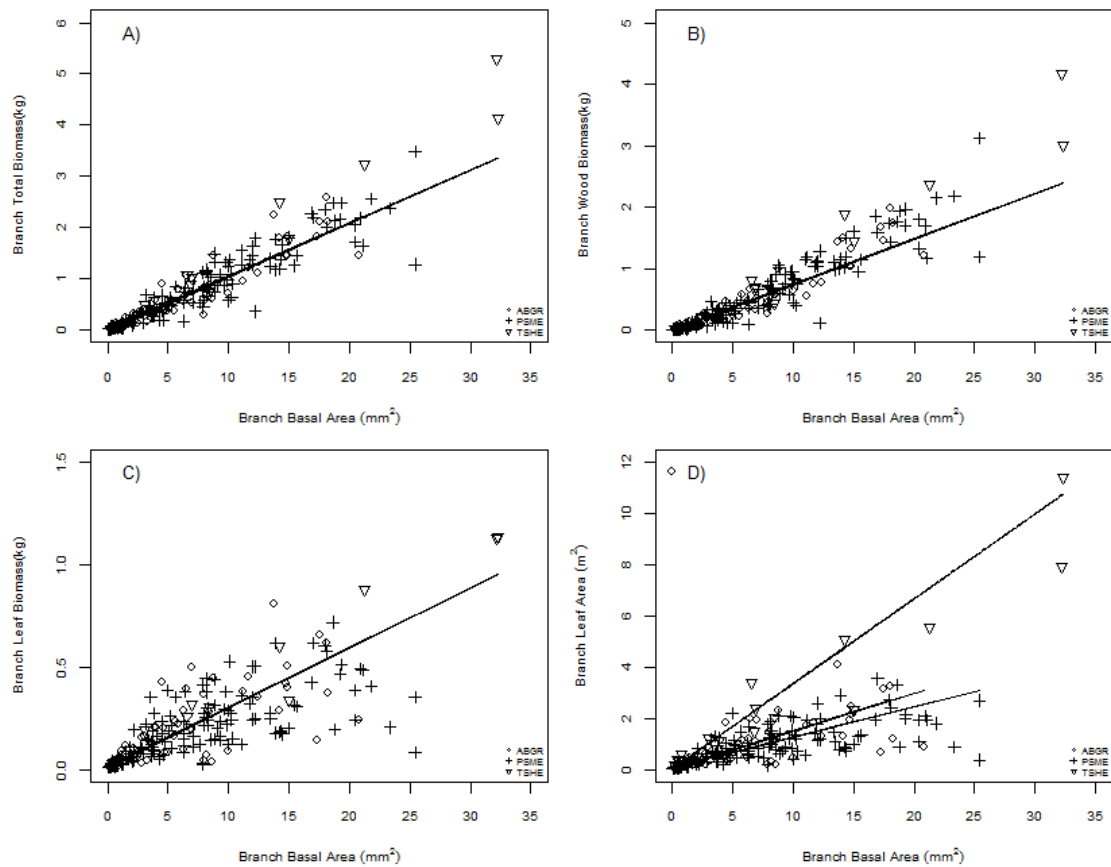 A)
Branch Total Biomass(kg)
6
5
4
3
2
1
0
ABGR
PSME
TSHE
0 5 10 15 20 25 30 35
Branch Basal Area (mm²)
B)
Branch Wood Biomass(kg)
5
4
3
2
1
0
ABGR
PSME
TSHE
0 5 10 15 20 25 30 35
Branch Basal Area (mm²)
C)
Branch Leaf Biomass(kg)
1.5
1.0
0.5
0.0
ABGR
PSME
TSHE
0 5 10 15 20 25 30 35
Branch Basal Area (mm²)
D)
Branch Leaf Area (m²)
12
10
8
6
4
2
0
ABGR
PSME
TSHE
0 5 10 15 20 25 30 35
Branch Basal Area (mm²)